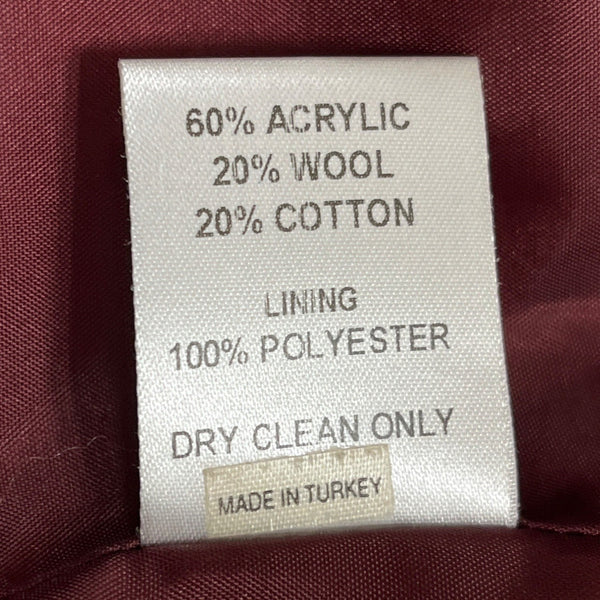 60% ACRYLIC
20% WOOL
20% COTTON
LINING
100% POLYESTER
DRY CLEAN ONLY
MADE IN TURKEY